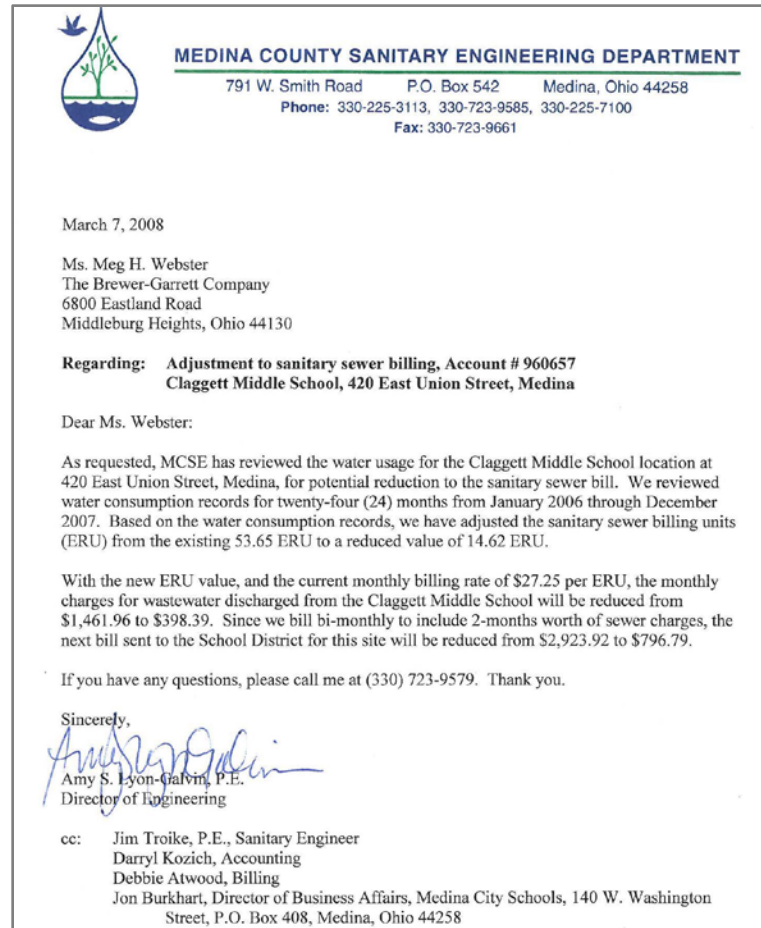 MEDINA COUNTY SANITARY ENGINEERING DEPARTMENT
791 W. Smith Road P.O. Box 542 Medina, Ohio 44258
Phone: 330-225-3113, 330-723-9585, 330-225-7100
Fax: 330-723-9661
March 7, 2008
Ms. Meg H. Webster
The Brewer-Garrett Company
6800 Eastland Road
Middleburg Heights, Ohio 44130
Regarding: Adjustment to sanitary sewer billing, Account # 960657
Claggett Middle School, 420 East Union Street, Medina
Dear Ms. Webster:
As requested, MCSE has reviewed the water usage for the Claggett Middle School location at
420 East Union Street, Medina, for potential reduction to the sanitary sewer bill. We reviewed
water consumption records for twenty-four (24) months from January 2006 through December
2007. Based on the water consumption records, we have adjusted the sanitary sewer billing units
(ERU) from the existing 53.65 ERU to a reduced value of 14.62 ERU.
With the new ERU value, and the current monthly billing rate of $27.25 per ERU, the monthly
charges for wastewater discharged from the Claggett Middle School will be reduced from
$1,461.96 to $398.39. Since we bill bi-monthly to include 2-months worth of sewer charges, the
next bill sent to the School District for this site will be reduced from $2,923.92 to $796.79.
If you have any questions, please call me at (330) 723-9579. Thank you.
Sincerely,
Amy S. Lyon-Galvin, P.E.
Director of Engineering
cc: Jim Troike, P.E., Sanitary Engineer
Darryl Kozich, Accounting
Debbie Atwood, Billing
Jon Burkhart, Director of Business Affairs, Medina City Schools, 140 W. Washington
Street, P.O. Box 408, Medina, Ohio 44258